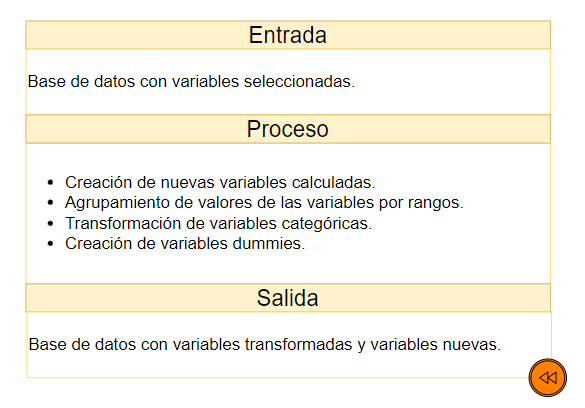 Entrada
Base de datos con variables seleccionadas.
Proceso
• Creación de nuevas variables calculadas.
• Agrupamiento de valores de las variables por rangos.
• Transformación de variables categóricas.
• Creación de variables dummies.
Salida
Base de datos con variables transformadas y variables nuevas.